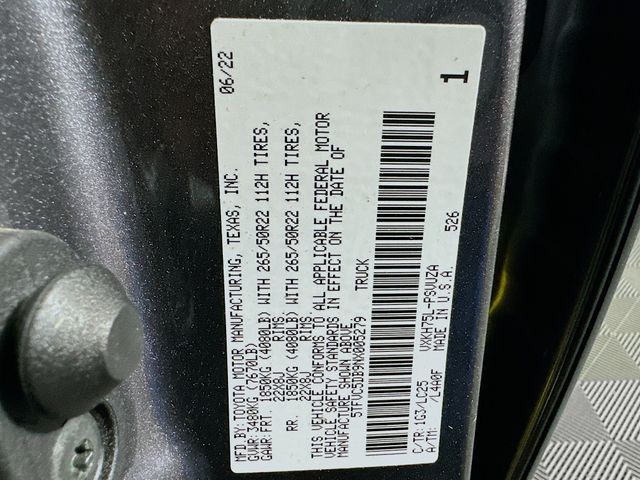 MFD.BY: TOYOTA MOTOR MANUFACTURING, TEXAS, INC. 06/22
GVWR: 3480KG (7670LB)
GAWR: FRT. 1850KG (4080LB) WITH 265/50R22 112H TIRES,
22X8J RIMS
RR. 1850KG (4080LB) WITH 265/50R22 112H TIRES,
22X8J RIMS
THIS VEHICLE CONFORMS TO ALL APPLICABLE FEDERAL MOTOR
VEHICLE SAFETY STANDARDS IN EFFECT ON THE DATE OF
MANUFACTURE SHOWN ABOVE.
5TFVC5DB9NX005279 TRUCK
C/TR: 1G3/LC25 VXKH75L-PSVUZA 526
A/TM: /L4A0F MADE IN U.S.A.
1